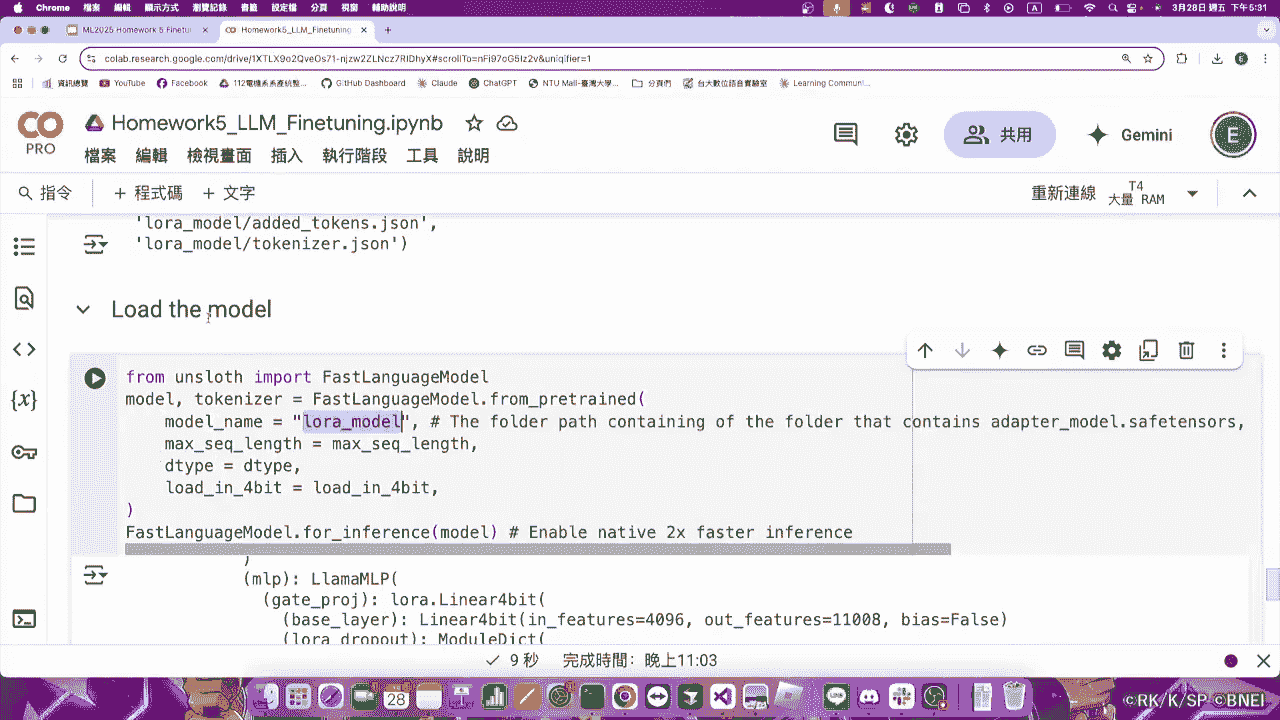 Chrome 檔案 編輯 顯示方式 瀏覽記錄 書籤 個人資料 分頁 視窗 輔助說明
3月28日 週五 下午5:31
ML2025 Homework 5 Finetu
Homework5_LLM_Finetuning
colab.research.google.com/drive/1XTLX9o2QveOs71-njzw2ZLNcz7RIDhyX#scrollTo=nFi97oG5Iz2v&uniqifier=1
資訊總覽 YouTube Facebook 112電機系系產統整... GitHub Dashboard Claude ChatGPT NTU Mail-臺灣大學... 分頁們 台大數位語音實驗室 Learning Communi...
CO
PRO
Homework5_LLM_Finetuning.ipynb
檔案 編輯 檢視畫面 插入 執行階段 工具 說明
共用
Gemini
E
指令 + 程式碼 + 文字
重新連線
T4
大量 RAM
'lora_model/added_tokens.json',
'lora_model/tokenizer.json')
Load the model
from unsloth import FastLanguageModel
model, tokenizer = FastLanguageModel.from_pretrained(
model_name = "lora_model", # The folder path containing of the folder that contains adapter_model.safetensors,
max_seq_length = max_seq_length,
dtype = dtype,
load_in_4bit = load_in_4bit,
)
FastLanguageModel.for_inference(model) # Enable native 2x faster inference
)
(mlp): LlamaMLP(
(gate_proj): lora.Linear4bit(
(base_layer): Linear4bit(in_features=4096, out_features=11008, bias=False)
(lora_dropout): ModuleDict(
9 秒 完成時間: 晚上11:03
28
©RK/K/SP ©BNEI